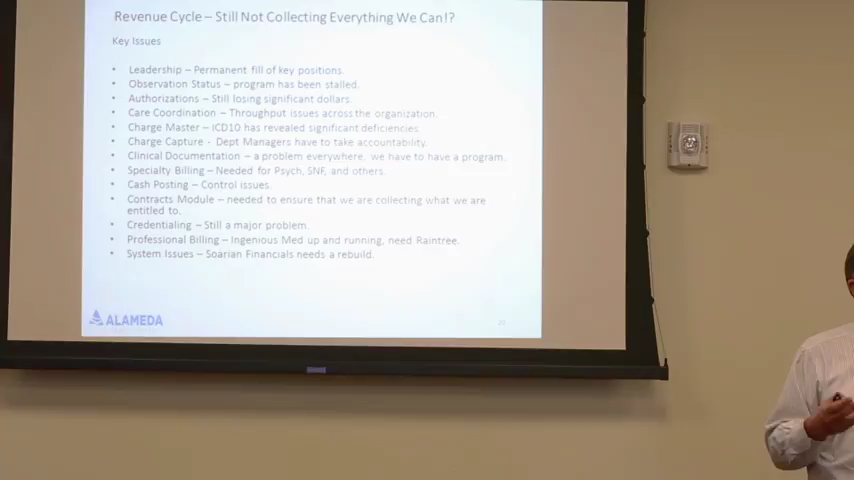 Revenue Cycle – Still Not Collecting Everything We Can!?
Key Issues
• Leadership – Permanent fill of key positions.
• Observation Status – program has been stalled.
• Authorizations – Still losing significant dollars.
• Care Coordination – Throughput issues across the organization.
• Charge Master – ICD10 has revealed significant deficiencies.
• Charge Capture - Dept Managers have to take accountability.
• Clinical Documentation – a problem everywhere, we have to have a program.
• Specialty Billing – Needed for Psych, SNF, and others.
• Cash Posting – Control issues.
• Contracts Module – needed to ensure that we are collecting what we are
entitled to.
• Credentialing – Still a major problem.
• Professional Billing – Ingenious Med up and running, need Raintree.
• System Issues – Soarian Financials needs a rebuild.
ALAMEDA